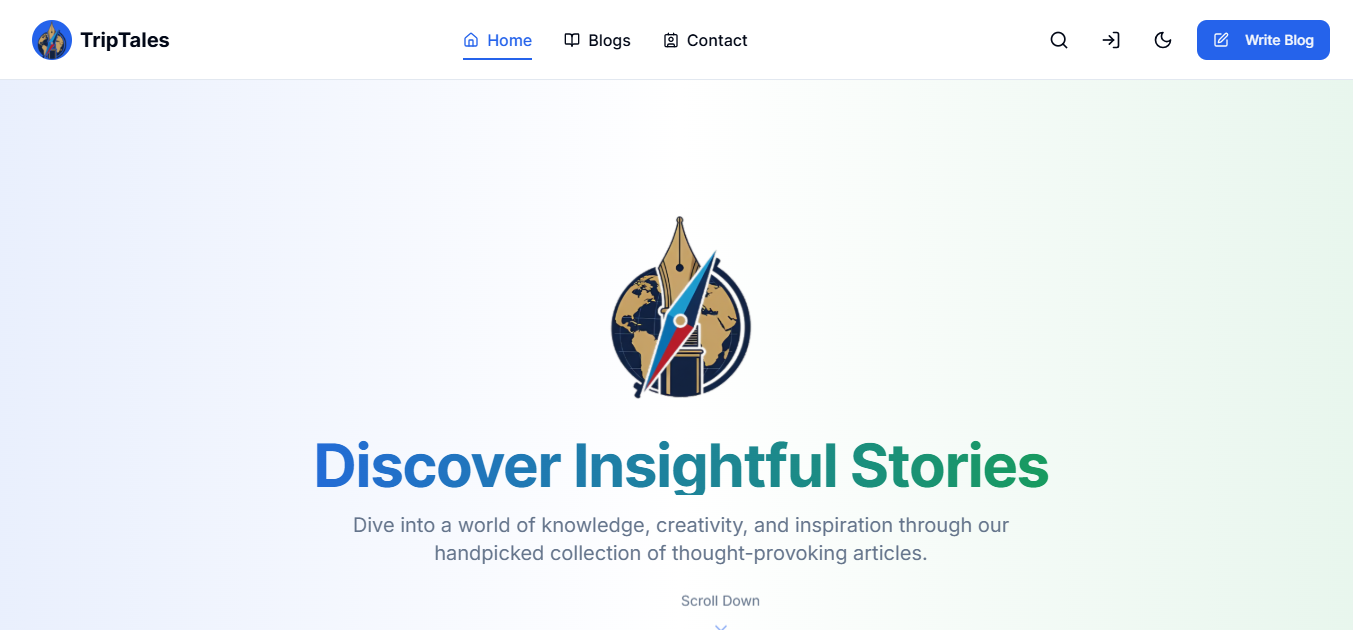 TripTales
Home
Blogs
Contact
Write Blog
Discover Insightful Stories
Dive into a world of knowledge, creativity, and inspiration through our
handpicked collection of thought-provoking articles.
Scroll Down